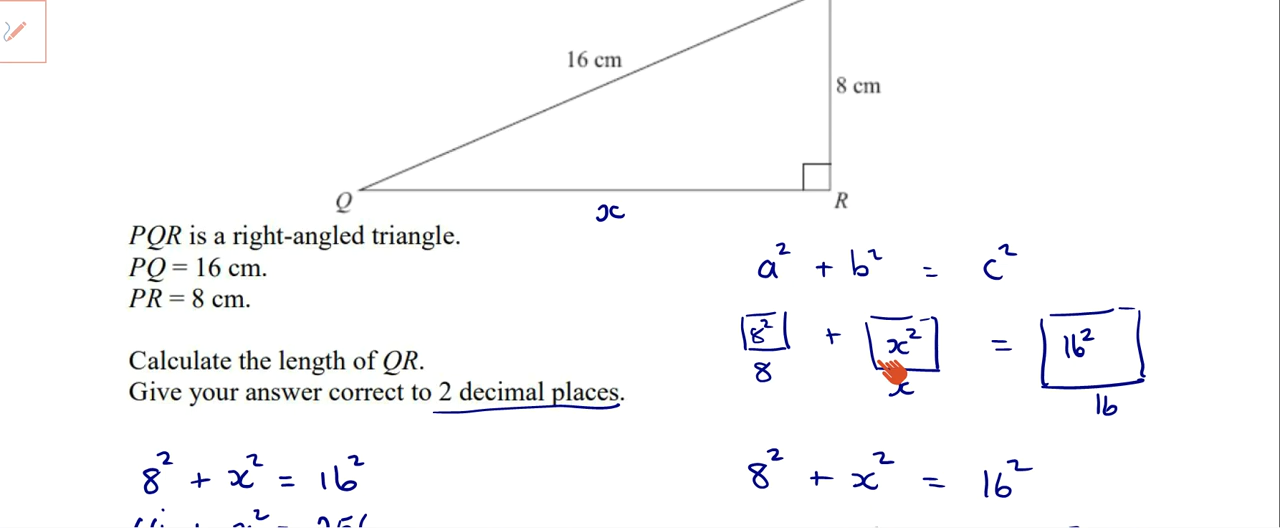 16 cm
8 cm
Q
R
x
PQR is a right-angled triangle.
PQ = 16 cm.
PR = 8 cm.
Calculate the length of QR.
Give your answer correct to 2 decimal places.
a² + b² = c²
8² + x² = 16²
8 x 16
8² + x² = 16²
8² + x² = 16²